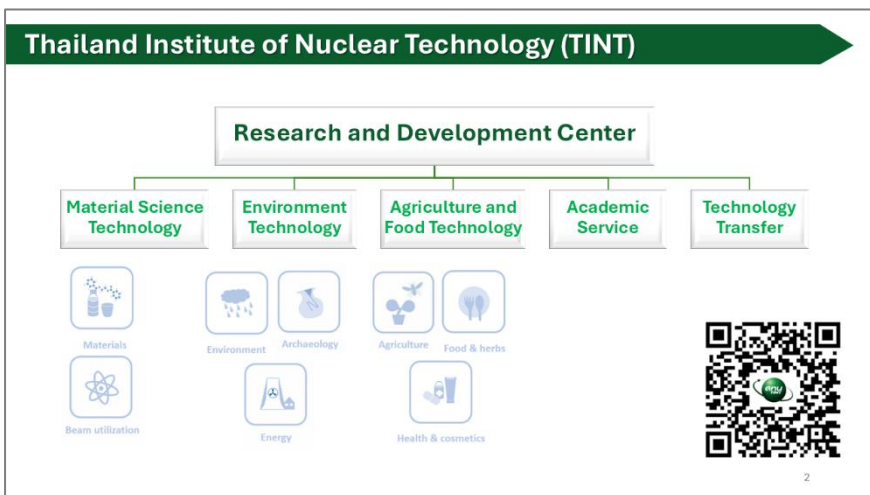 Thailand Institute of Nuclear Technology (TINT)
Research and Development Center
Material Science
Technology
Environment
Technology
Agriculture and
Food Technology
Academic
Service
Technology
Transfer
Materials
Environment
Archaeology
Agriculture
Food & herbs
Beam utilization
Energy
Health & cosmetics
2